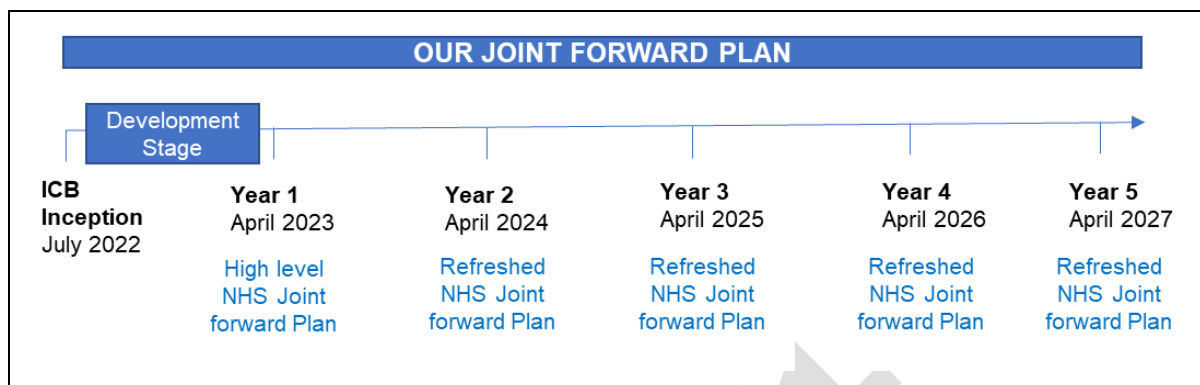 OUR JOINT FORWARD PLAN
Development
Stage
ICB
Inception
July 2022
Year 1
April 2023
High level
NHS Joint
forward Plan
Year 2
April 2024
Refreshed
NHS Joint
forward Plan
Year 3
April 2025
Refreshed
NHS Joint
forward Plan
Year 4
April 2026
Refreshed
NHS Joint
forward Plan
Year 5
April 2027
Refreshed
NHS Joint
forward Plan